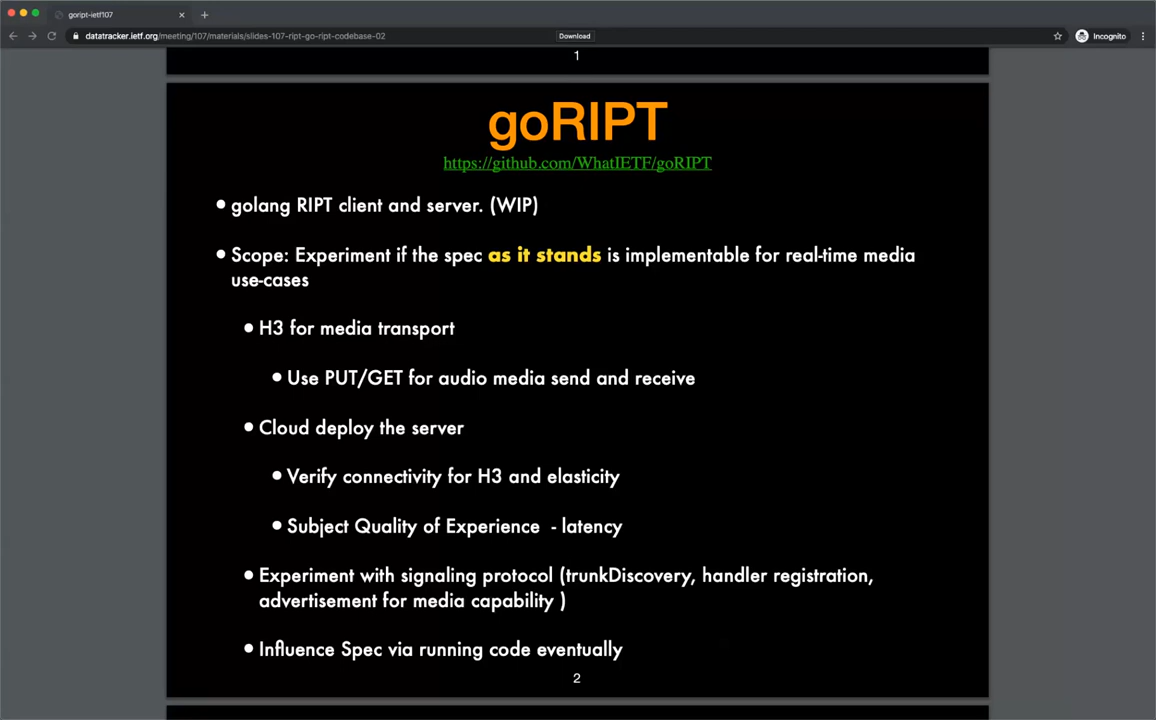 goript-ietf107
datatracker.ietf.org/meeting/107/materials/slides-107-ript-go-ript-codebase-02
Download
Incognito
1
goRIPT
https://github.com/WhatIETF/goRIPT
• golang RIPT client and server. (WIP)
• Scope: Experiment if the spec as it stands is implementable for real-time media
use-cases
• H3 for media transport
• Use PUT/GET for audio media send and receive
• Cloud deploy the server
• Verify connectivity for H3 and elasticity
• Subject Quality of Experience - latency
• Experiment with signaling protocol (trunkDiscovery, handler registration,
advertisement for media capability )
• Influence Spec via running code eventually
2